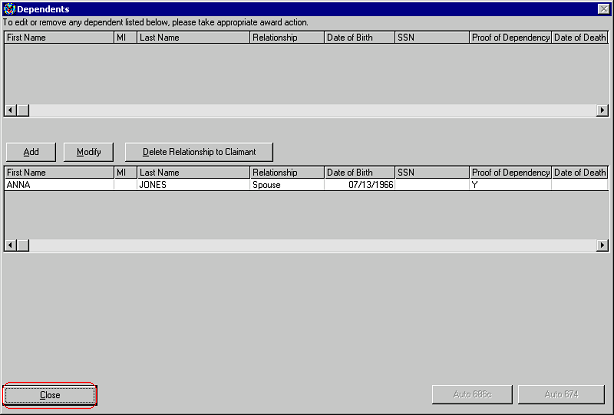 Dependents
To edit or remove any dependent listed below, please take appropriate award action.
First Name MI Last Name Relationship Date of Birth SSN Proof of Dependency Date of Death
Add Modify Delete Relationship to Claimant
First Name MI Last Name Relationship Date of Birth SSN Proof of Dependency Date of Death
ANNA JONES Spouse 07/13/1966 Y
Close Auto 686c Auto 674